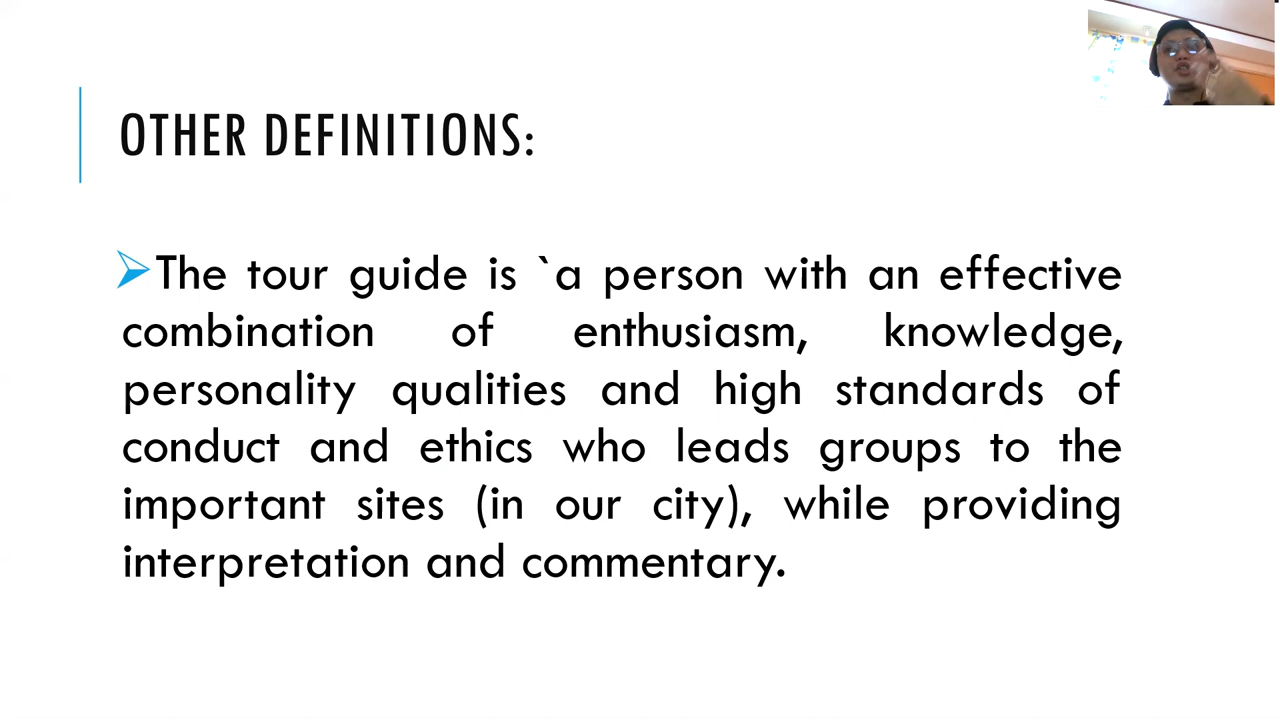 OTHER DEFINITIONS:
The tour guide is `a person with an effective
combination of enthusiasm, knowledge,
personality qualities and high standards of
conduct and ethics who leads groups to the
important sites (in our city), while providing
interpretation and commentary.